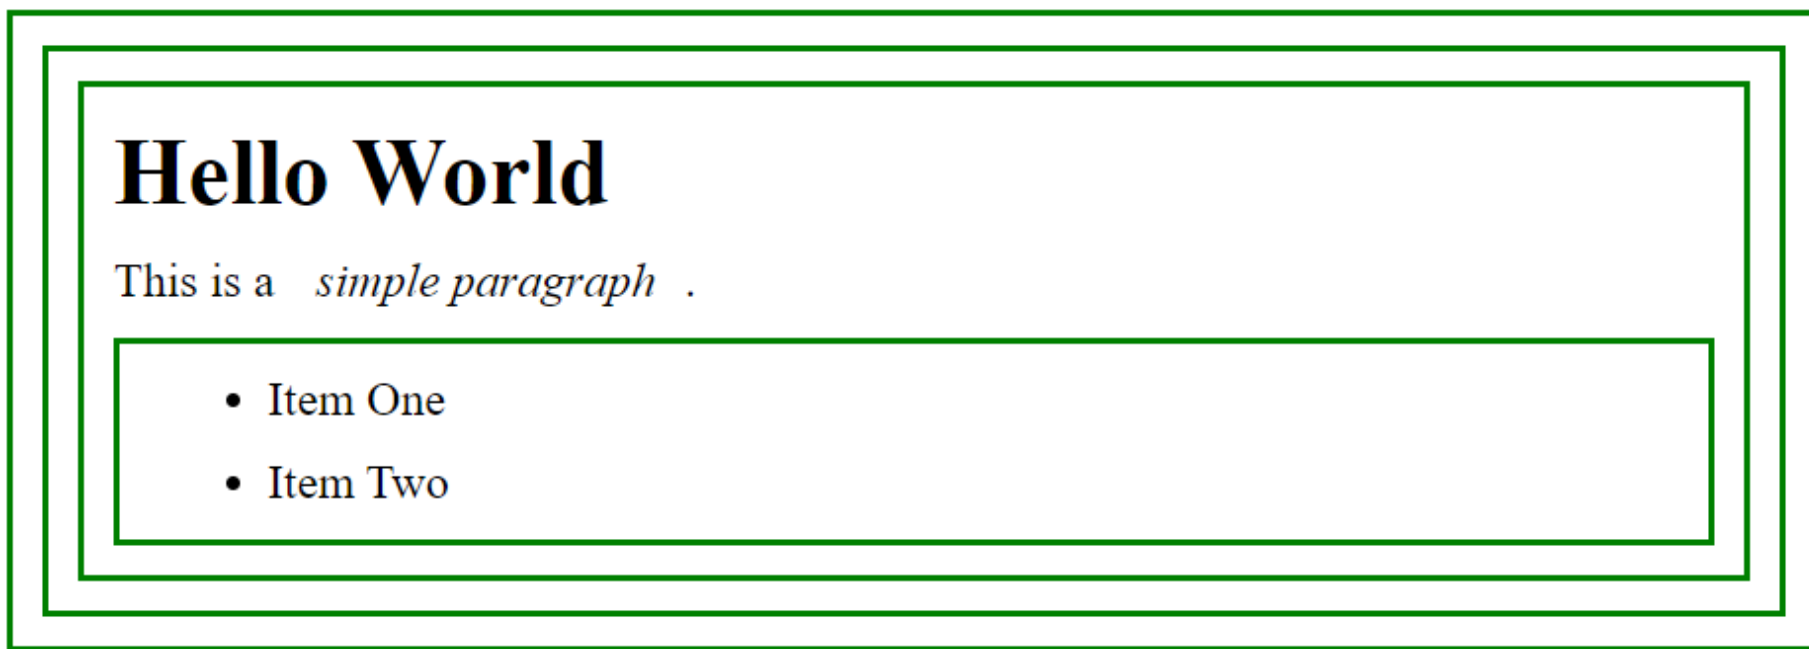 Hello World
This is a simple paragraph .
• Item One
• Item Two